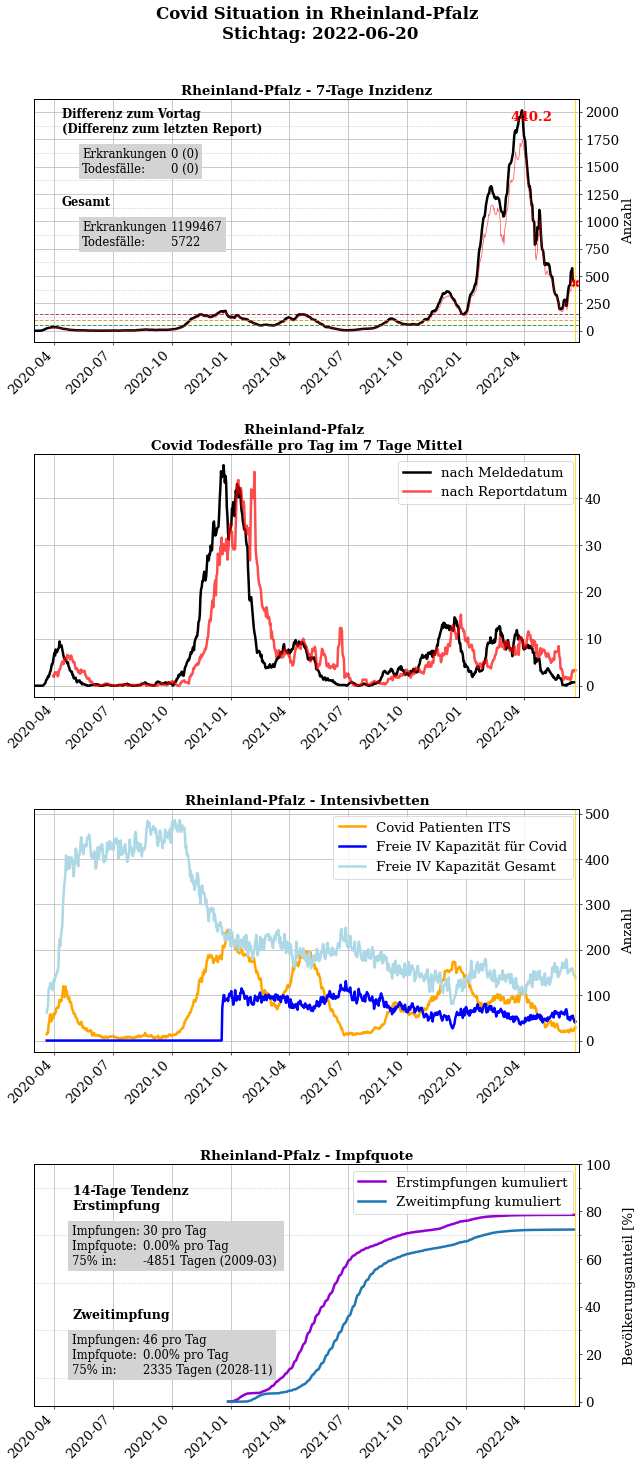 Covid Situation in Rheinland-Pfalz
Stichtag: 2022-06-20
Rheinland-Pfalz - 7-Tage Inzidenz
Differenz zum Vortag
(Differenz zum letzten Report)
Erkrankungen 0 (0)
Todesfälle: 0 (0)
Gesamt
Erkrankungen 1199467
Todesfälle: 5722
440.2
2000
1750
1500
1250
1000
750
500
250
0
Anzahl
2020-04
2020-07
2020-10
2021-01
2021-04
2021-07
2021-10
2022-01
2022-04
Rheinland-Pfalz
Covid Todesfälle pro Tag im 7 Tage Mittel
nach Meldedatum
nach Reportdatum
40
30
20
10
0
2020-04
2020-07
2020-10
2021-01
2021-04
2021-07
2021-10
2022-01
2022-04
Rheinland-Pfalz - Intensivbetten
Covid Patienten ITS
Freie IV Kapazität für Covid
Freie IV Kapazität Gesamt
500
400
300
200
100
0
Anzahl
2020-04
2020-07
2020-10
2021-01
2021-04
2021-07
2021-10
2022-01
2022-04
Rheinland-Pfalz - Impfquote
14-Tage Tendenz
Erstimpfung
Impfungen: 30 pro Tag
Impfquote: 0.00% pro Tag
75% in: -4851 Tagen (2009-03)
Zweitimpfung
Impfungen: 46 pro Tag
Impfquote: 0.00% pro Tag
75% in: 2335 Tagen (2028-11)
Erstimpfungen kumuliert
Zweitimpfung kumuliert
100
80
60
40
20
0
Bevölkerungsanteil [%]
2020-04
2020-07
2020-10
2021-01
2021-04
2021-07
2021-10
2022-01
2022-04